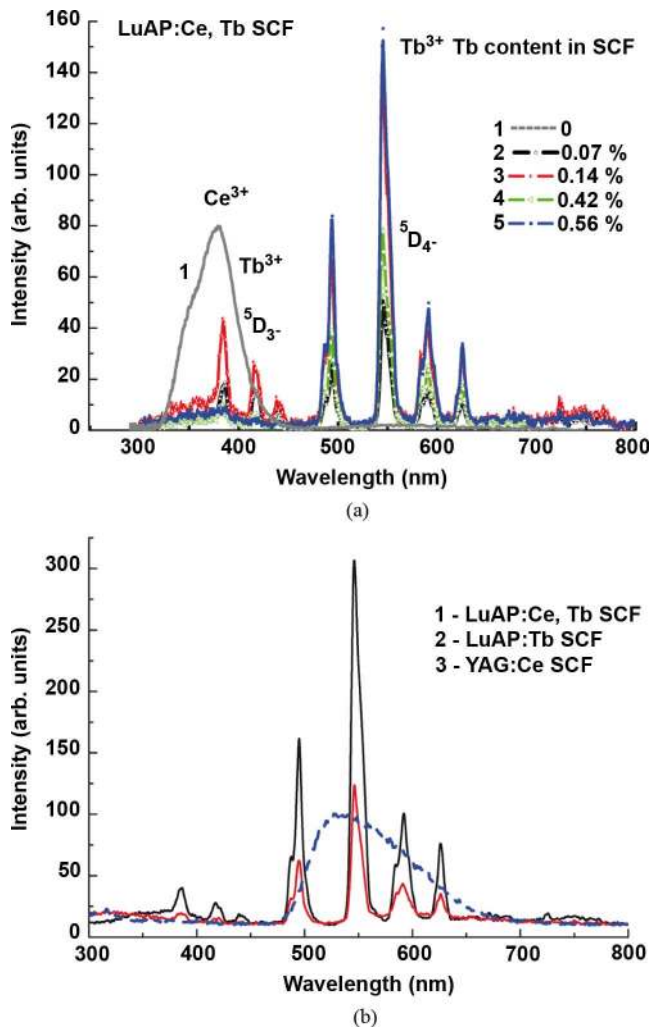 LuAP:Ce, Tb SCF
Tb³⁺ Tb content in SCF
1 0
2 0.07 %
3 0.14 %
4 0.42 %
5 0.56 %
Ce³⁺
1
Tb³⁺
⁵D₃-
⁵D₄-
160
140
120
100
80
60
40
20
0
Intensity (arb. units)
300 400 500 600 700 800
Wavelength (nm)
(a)
1 - LuAP:Ce, Tb SCF
2 - LuAP:Tb SCF
3 - YAG:Ce SCF
300
250
200
150
100
50
0
Intensity (arb. units)
300 400 500 600 700 800
Wavelength (nm)
(b)